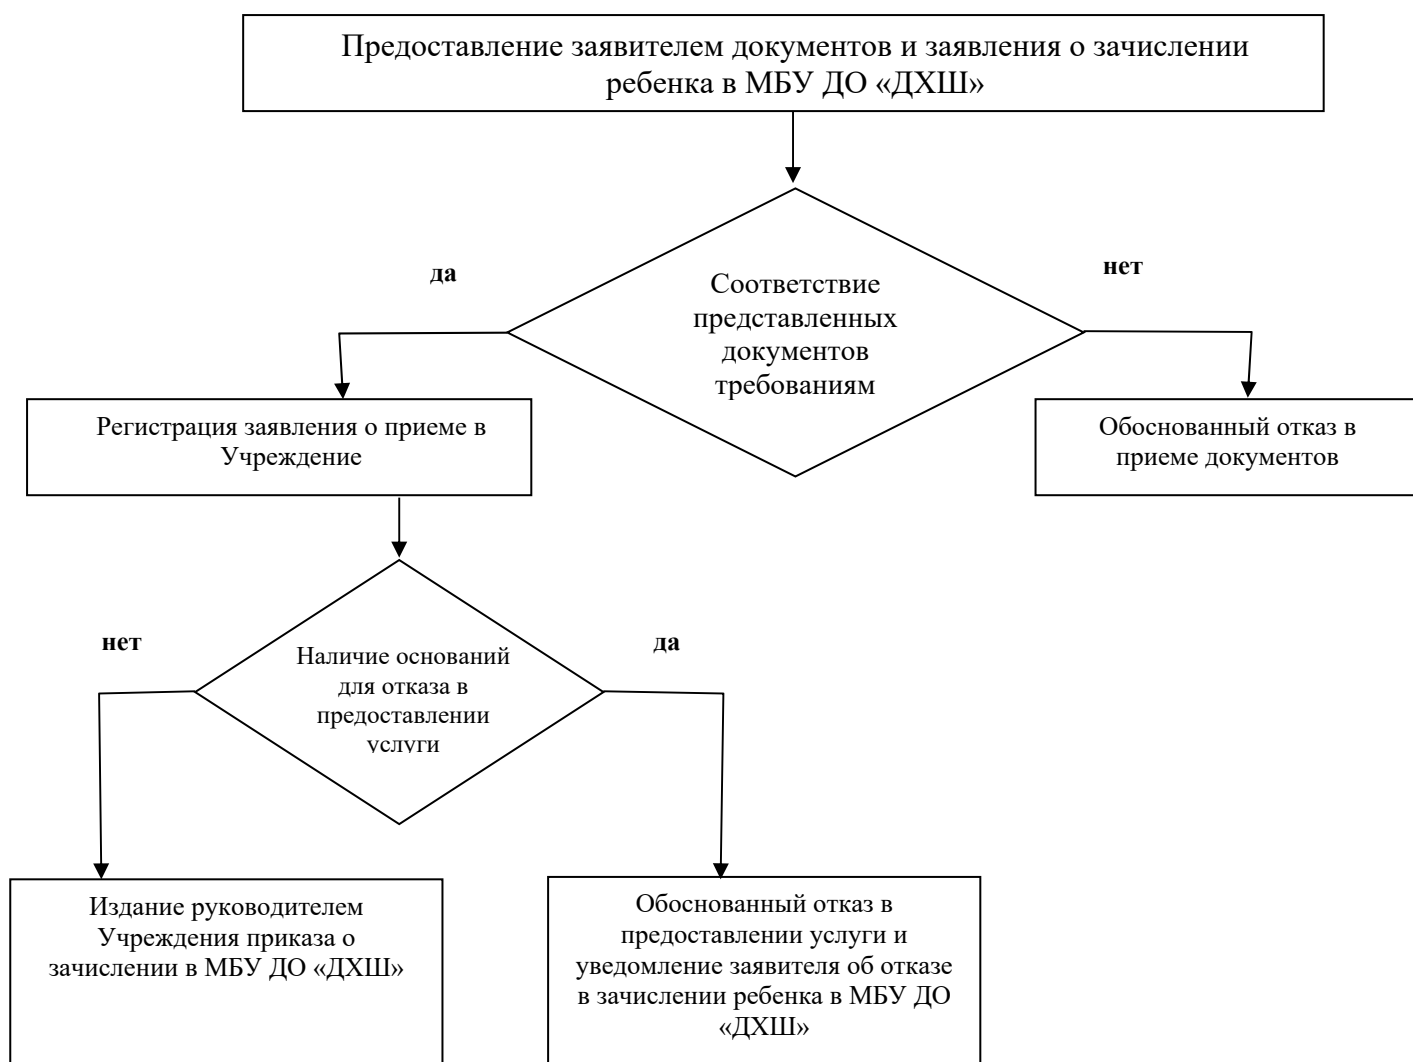 Предоставление заявителем документов и заявления о зачислении
ребенка в МБУ ДО «ДХШ»
да
нет
Соответствие
представленных
документов
требованиям
Регистрация заявления о приеме в
Учреждение
Обоснованный отказ в
приеме документов
нет
да
Наличие оснований
для отказа в
предоставлении
услуги
Издание руководителем
Учреждения приказа о
зачислении в МБУ ДО «ДХШ»
Обоснованный отказ в
предоставлении услуги и
уведомление заявителя об отказе
в зачислении ребенка в МБУ ДО
«ДХШ»